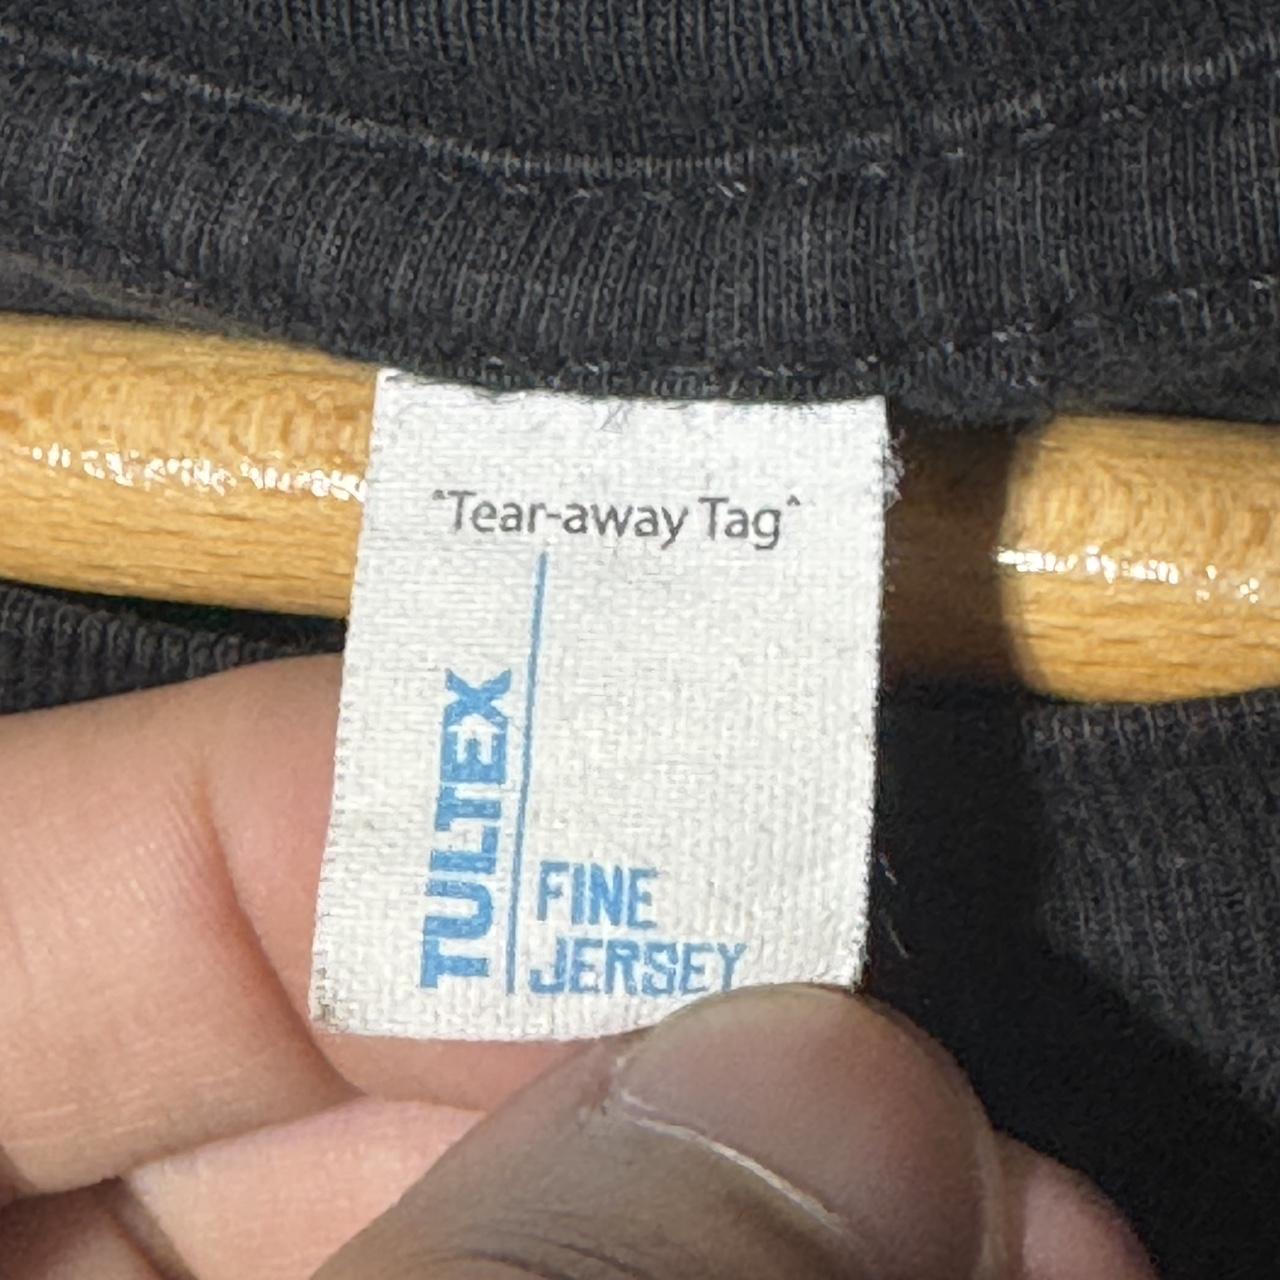 "Tear-away Tag"
TULTEX
FINE
JERSEY